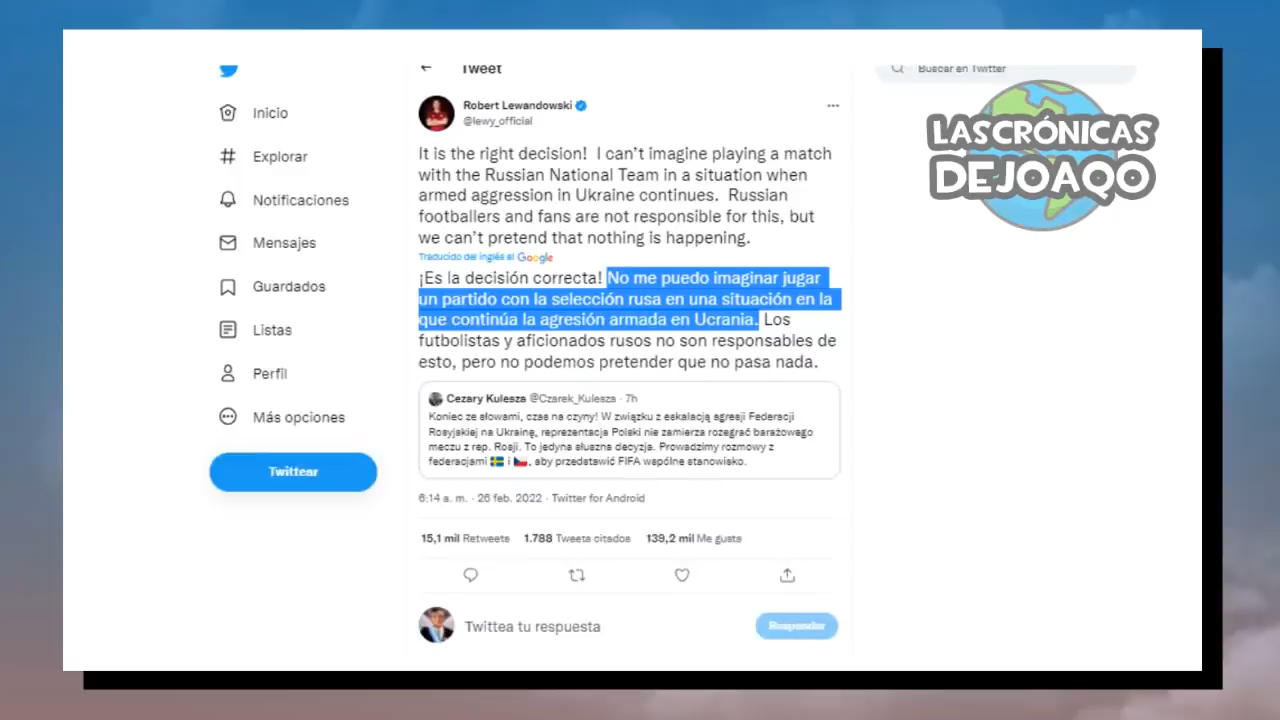 Tweet
Buscar en Twitter
Inicio
Explorar
Notificaciones
Mensajes
Guardados
Listas
Perfil
Más opciones
Twittear
Robert Lewandowski
@lewy_official
It is the right decision! I can't imagine playing a match
with the Russian National Team in a situation when
armed aggression in Ukraine continues. Russian
footballers and fans are not responsible for this, but
we can't pretend that nothing is happening.
Traducido del inglés al Google
¡Es la decisión correcta! No me puedo imaginar jugar
un partido con la selección rusa en una situación en la
que continúa la agresión armada en Ucrania. Los
futbolistas y aficionados rusos no son responsables de
esto, pero no podemos pretender que no pasa nada.
Cezary Kulesza @Czarek_Kulesza · 7h
Koniec ze słowami, czas na czyny! W związku z eskalacją agresji Federacji
Rosyjskiej na Ukrainę, reprezentacja Polski nie zamierza rozegrać barażowego
meczu z rep. Rosji. To jedyna słuszna decyzja. Prowadzimy rozmowy z
federacjami 🇸🇪 i 🇨🇿, aby przedstawić FIFA wspólne stanowisko.
6:14 a. m. · 26 feb. 2022 · Twitter for Android
15,1 mil Retweets 1.788 Tweets citados 139,2 mil Me gusta
Twittea tu respuesta
Responder
LAS CRÓNICAS
DE JOAQO